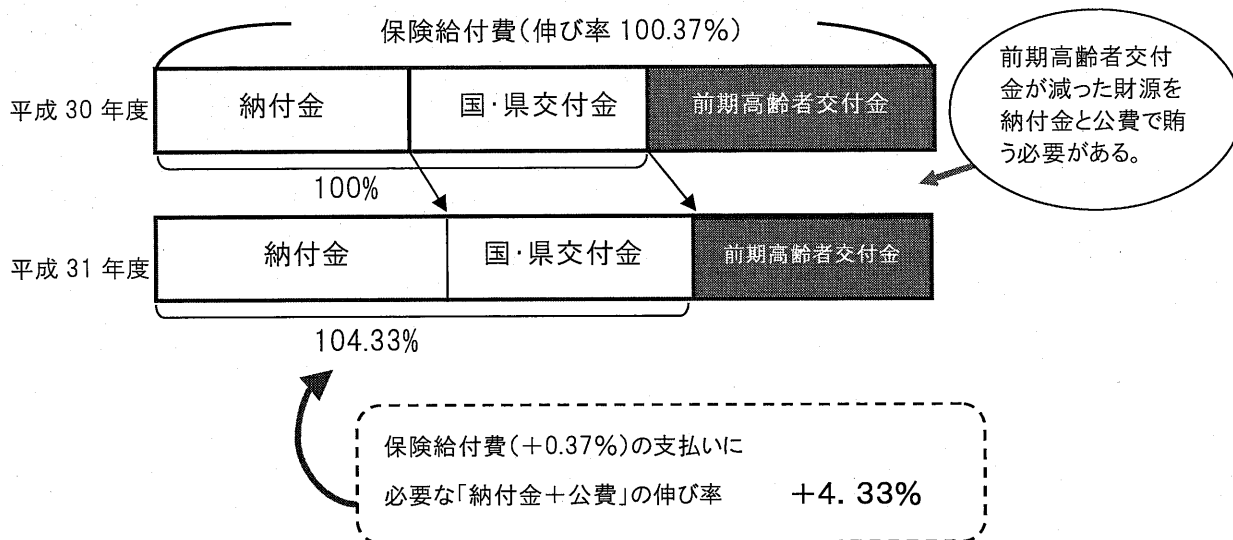 保険給付費(伸び率 100.37%)
平成 30 年度
納付金
国・県交付金
前期高齢者交付金
前期高齢者交付
金が減った財源を
納付金と公費で賄
う必要がある。
100%
平成 31 年度
納付金
国・県交付金
前期高齢者交付金
104.33%
保険給付費(+0.37%)の支払いに
必要な「納付金+公費」の伸び率 +4.33%